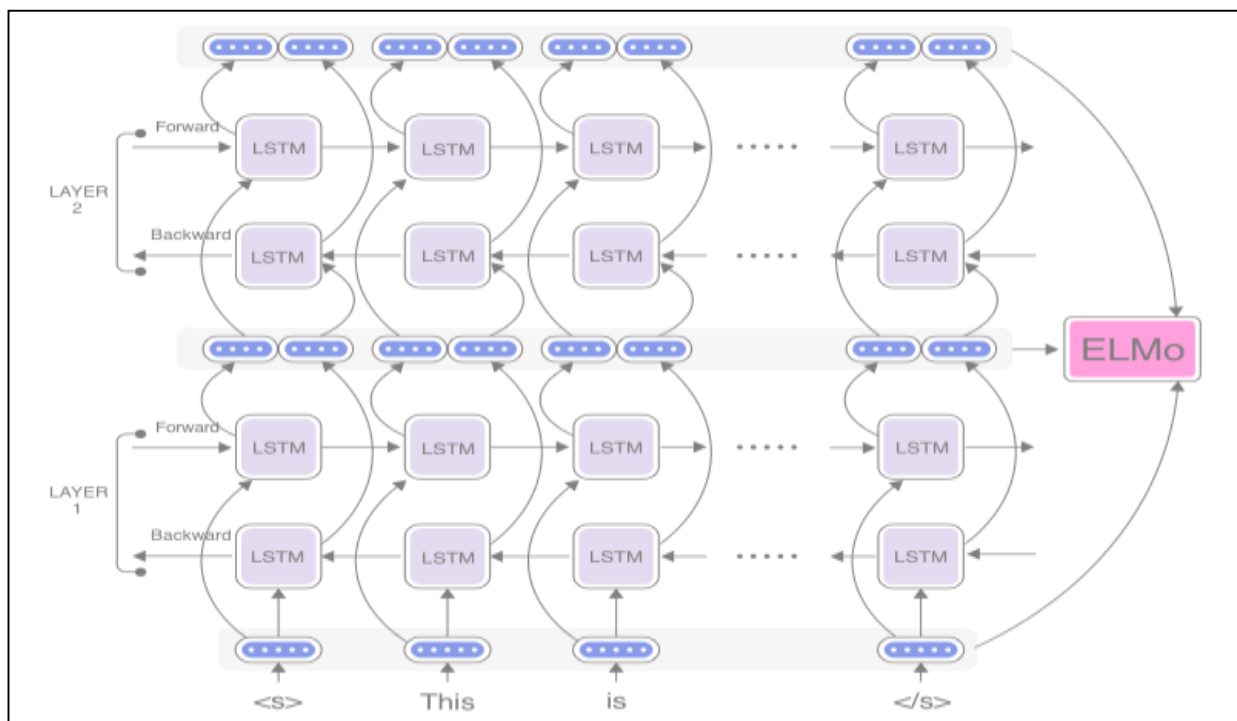 Forward
LSTM LSTM LSTM ..... LSTM
LAYER
2
Backward
LSTM LSTM LSTM ..... LSTM
ELMo
Forward
LSTM LSTM LSTM ..... LSTM
LAYER
1
Backward
LSTM LSTM LSTM ..... LSTM
<s> This is </s>